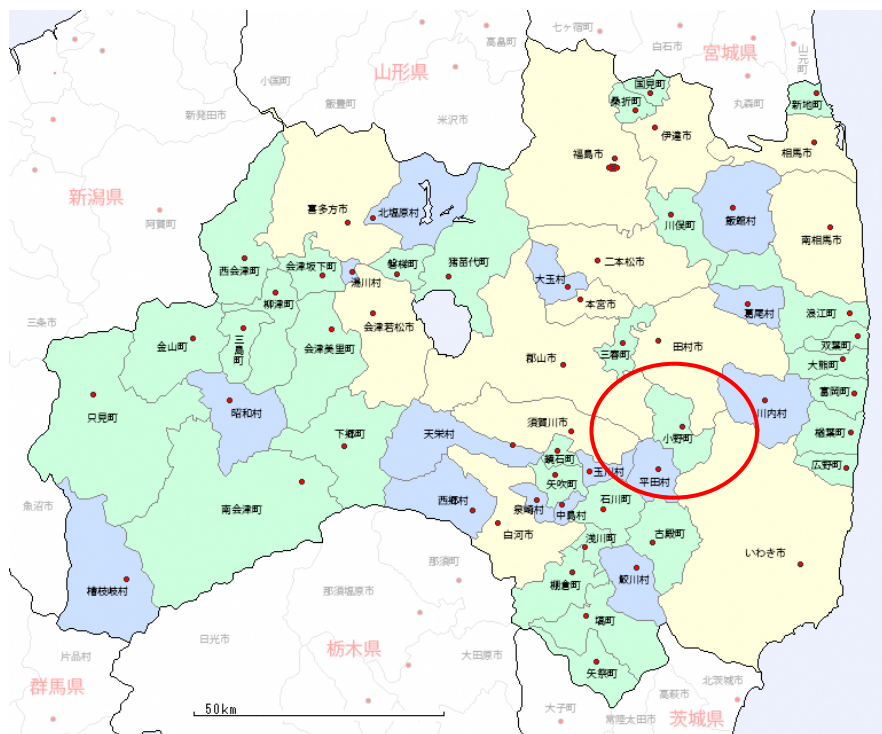 七ヶ宿町
白石市
宮城県
山元町
高畠町
山形県
小国町
飯豊町
米沢市
丸森町
新発田市
国見町
桑折町
新地町
伊達市
福島市
相馬市
新潟県
阿賀町
喜多方市
北塩原村
川俣町
飯舘村
南相馬市
西会津町
会津坂下町
湯川村
磐梯町
猪苗代町
二本松市
大玉村
本宮市
葛尾村
浪江町
柳津町
会津若松市
三条市
金山町
三島町
会津美里町
郡山市
三春町
田村市
双葉町
大熊町
富岡町
只見町
昭和村
下郷町
天栄村
須賀川市
小野町
川内村
楢葉町
鏡石町
玉川村
平田村
広野町
矢吹町
魚沼市
南会津町
西郷村
泉崎村
中島村
石川町
白河市
浅川町
古殿町
いわき市
那須町
檜枝岐村
那須塩原市
棚倉町
鮫川村
塙町
日光市
栃木県
大田原市
片品村
群馬県
矢祭町
北茨城市
高萩市
50km
大子町
常陸太田市
茨城県